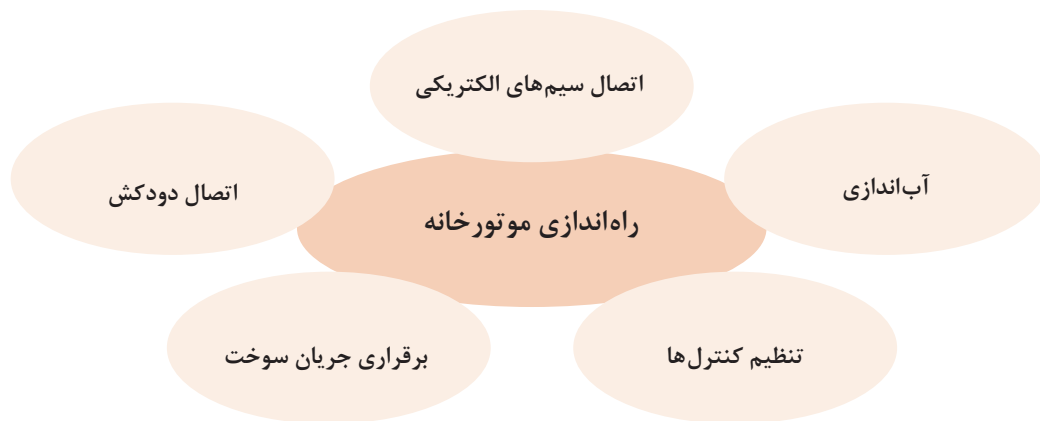 اتصال سیم‌های الکتریکی
آب‌اندازی
اتصال دودکش
راه‌اندازی موتورخانه
تنظیم کنترل‌ها
برقراری جریان سوخت